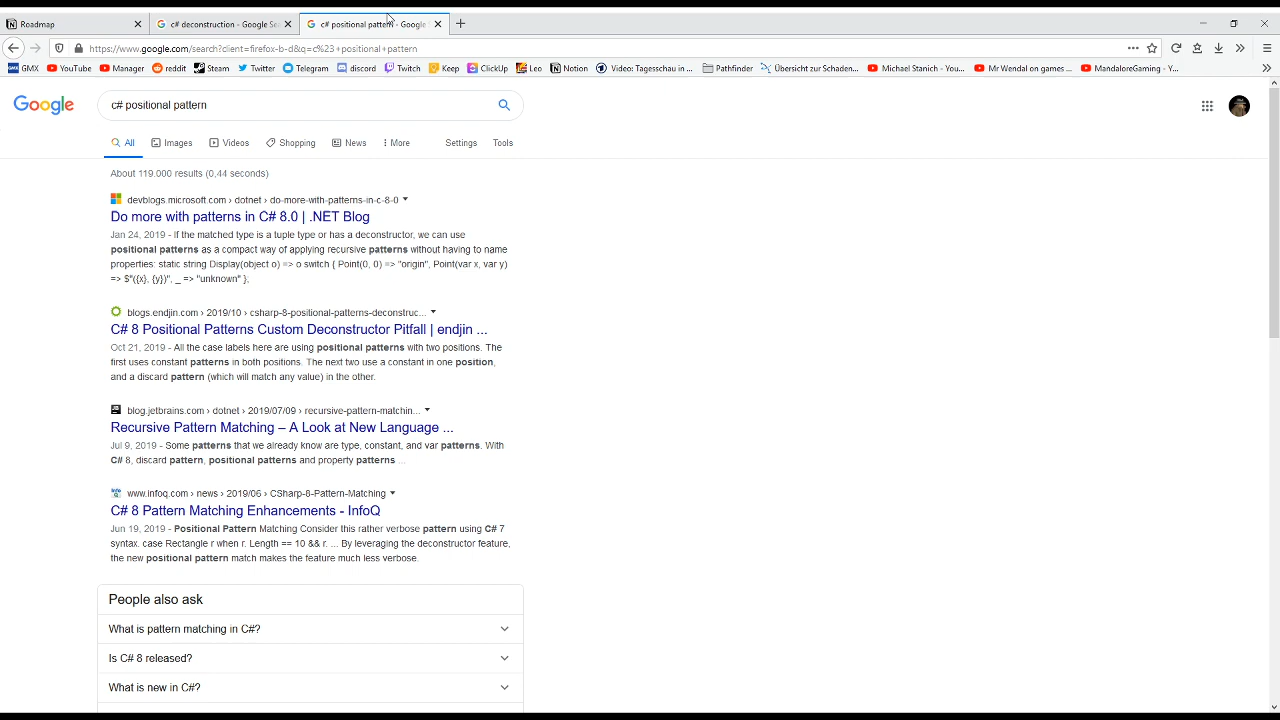 Roadmap
c# deconstruction - Google Se
c# positional pattern - Google
https://www.google.com/search?client=firefox-b-d&q=c%23+positional+pattern
GMX YouTube Manager reddit Steam Twitter Telegram discord Twitch Keep ClickUp Notion Video: Tagesschau in ... Pathfinder Übersicht zur Schaden... Michael Stanich - You... Mr Wendal on games ... MandaloreGaming - Y...
Google
c# positional pattern
All Images Videos Shopping News More Settings Tools
About 119.000 results (0,44 seconds)
devblogs.microsoft.com › dotnet › do-more-with-patterns-in-c-8-0
Do more with patterns in C# 8.0 | .NET Blog
Jan 24, 2019 - If the matched type is a tuple type or has a deconstructor, we can use
positional patterns as a compact way of applying recursive patterns without having to name
properties: static string Display(object o) => o switch { Point(0, 0) => "origin", Point(var x, var y)
=> $"({x}, {y})", _ => "unknown" };
blogs.endjin.com › 2019/10 › csharp-8-positional-patterns-deconstruc...
C# 8 Positional Patterns Custom Deconstructor Pitfall | endjin ...
Oct 21, 2019 - All the case labels here are using positional patterns with two positions. The
first uses constant patterns in both positions. The next two use a constant in one position,
and a discard pattern (which will match any value) in the other.
blog.jetbrains.com › dotnet › 2019/07/09 › recursive-pattern-matchin...
Recursive Pattern Matching – A Look at New Language ...
Jul 9, 2019 - Some patterns that we already know are type, constant, and var patterns. With
C# 8, discard pattern, positional patterns and property patterns ...
www.infoq.com › news › 2019/06 › CSharp-8-Pattern-Matching
C# 8 Pattern Matching Enhancements - InfoQ
Jun 19, 2019 - Positional Pattern Matching Consider this rather verbose pattern using C# 7
syntax. case Rectangle r when r. Length == 10 && r. ... By leveraging the deconstructor feature,
the new positional pattern match makes the feature much less verbose.
People also ask
What is pattern matching in C#?
Is C# 8 released?
What is new in C#?